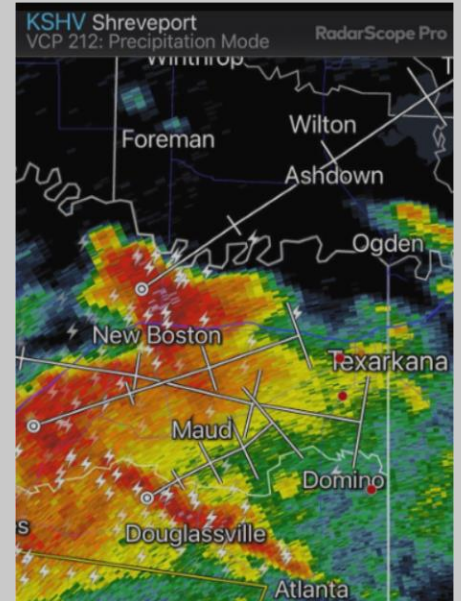 KSHV Shreveport
VCP 212: Precipitation Mode
RadarScope Pro
Winthrop
Foreman
Wilton
Ashdown
Ogden
New Boston
Texarkana
Maud
Domino
Douglassville
Atlanta